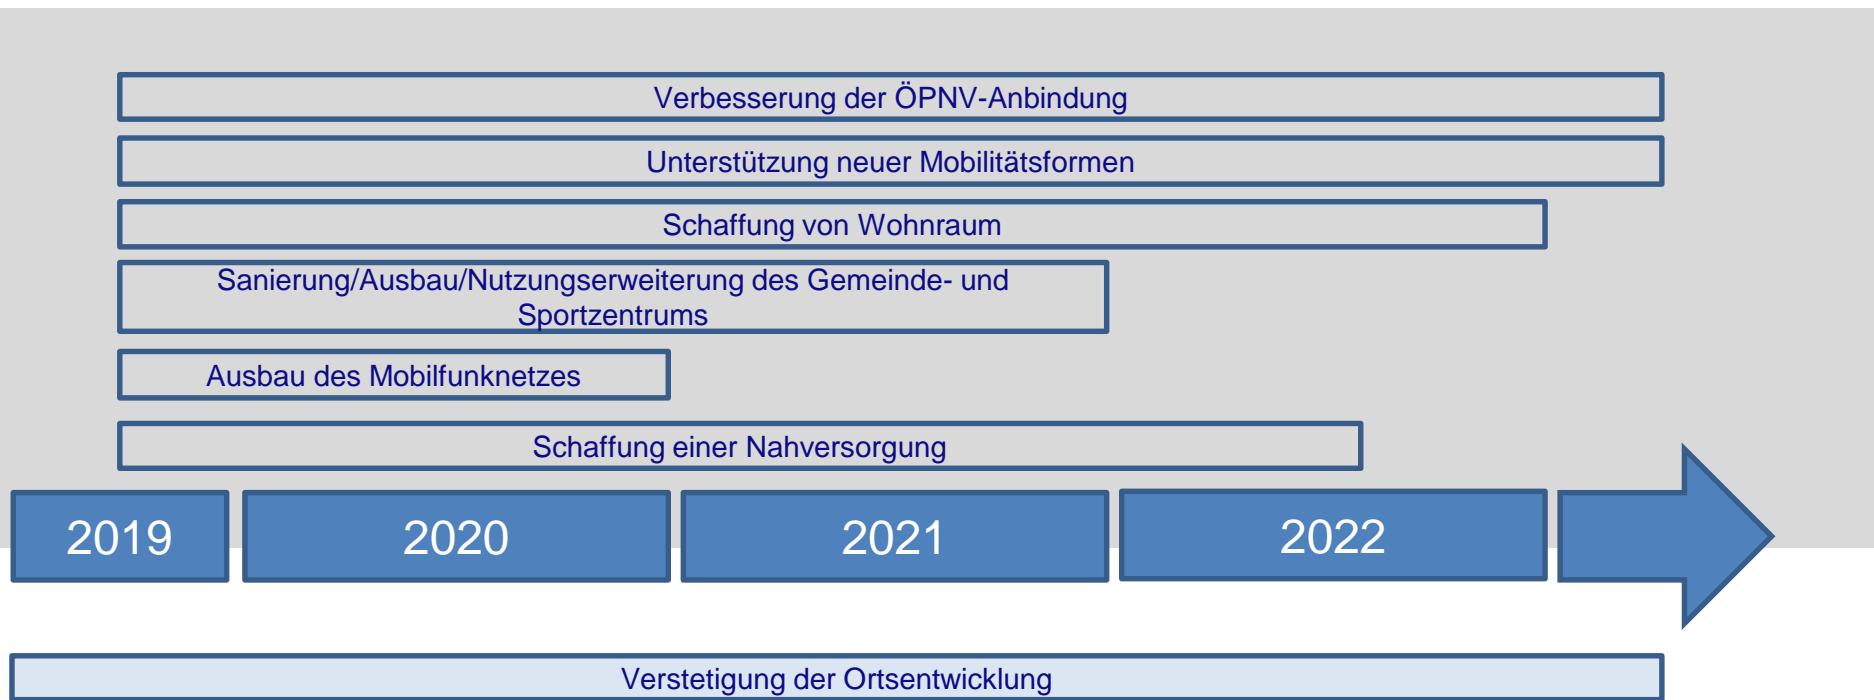 Verbesserung der ÖPNV-Anbindung
Unterstützung neuer Mobilitätsformen
Schaffung von Wohnraum
Sanierung/Ausbau/Nutzungserweiterung des Gemeinde- und
Sportzentrums
Ausbau des Mobilfunknetzes
Schaffung einer Nahversorgung
2019 2020 2021 2022
Verstetigung der Ortsentwicklung